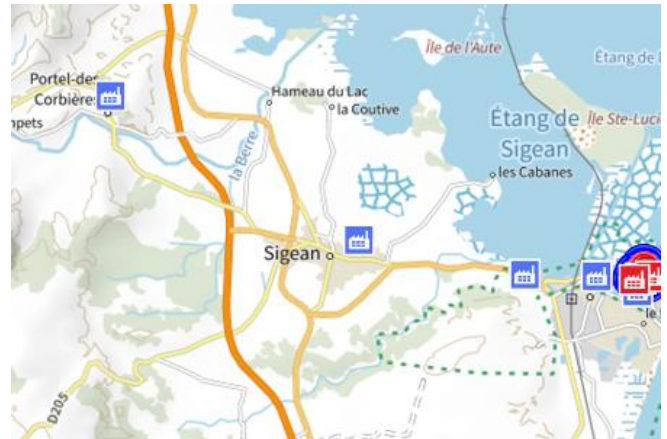 Île de l'Aute
Étang de
Portel-des
Corbières
Hameau du Lac
la Coutive
mpets
la Berre
Étang de
Sigean
Île Ste-Lucie
les Cabanes
Sigean
D205